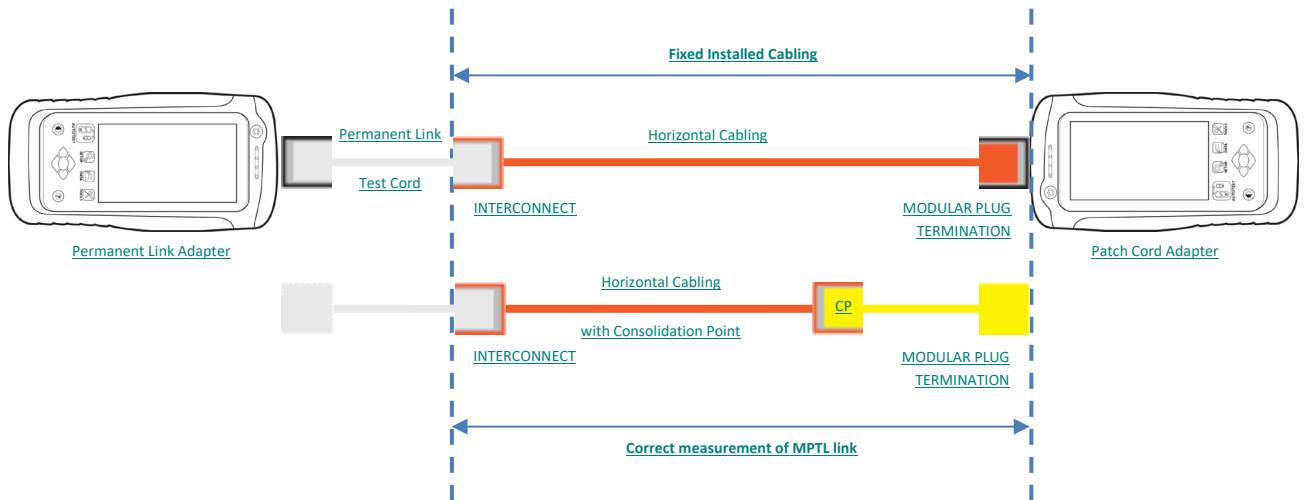 Fixed Installed Cabling
Permanent Link
Horizontal Cabling
Test Cord
INTERCONNECT
MODULAR PLUG
TERMINATION
Permanent Link Adapter
Patch Cord Adapter
Horizontal Cabling
CP
with Consolidation Point
INTERCONNECT
MODULAR PLUG
TERMINATION
Correct measurement of MPTL link